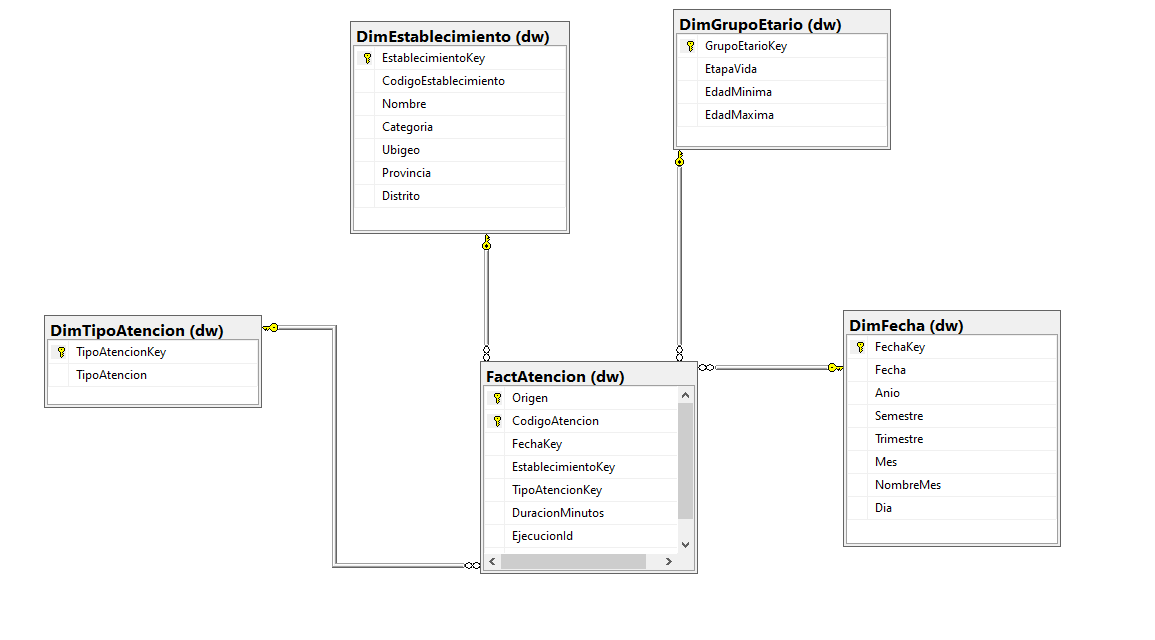 DimEstablecimiento (dw)
EstablecimientoKey
CodigoEstablecimiento
Nombre
Categoria
Ubigeo
Provincia
Distrito
DimGrupoEtario (dw)
GrupoEtarioKey
EtapaVida
EdadMinima
EdadMaxima
DimTipoAtencion (dw)
TipoAtencionKey
TipoAtencion
FactAtencion (dw)
Origen
CodigoAtencion
FechaKey
EstablecimientoKey
TipoAtencionKey
DuracionMinutos
EjecucionId
DimFecha (dw)
FechaKey
Fecha
Anio
Semestre
Trimestre
Mes
NombreMes
Dia